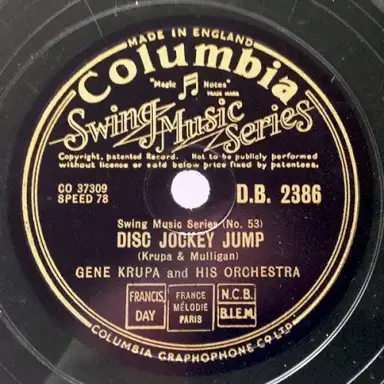 MADE IN ENGLAND
Columbia
"Magic Notes"
TRADE MARK
Swing Music
Series
Copyright, patented Record. Not to be publicly performed
without licence or sold below price fixed by patentees.
CO 37309
SPEED 78
D.B. 2386
Swing Music Series (No. 53)
DISC JOCKEY JUMP
(Krupa & Mulligan)
GENE KRUPA and HIS ORCHESTRA
FRANCIS, DAY
FRANCE MÉLODIE PARIS
N.C.B. B.I.E.M.
COLUMBIA GRAPHOPHONE CO LTD